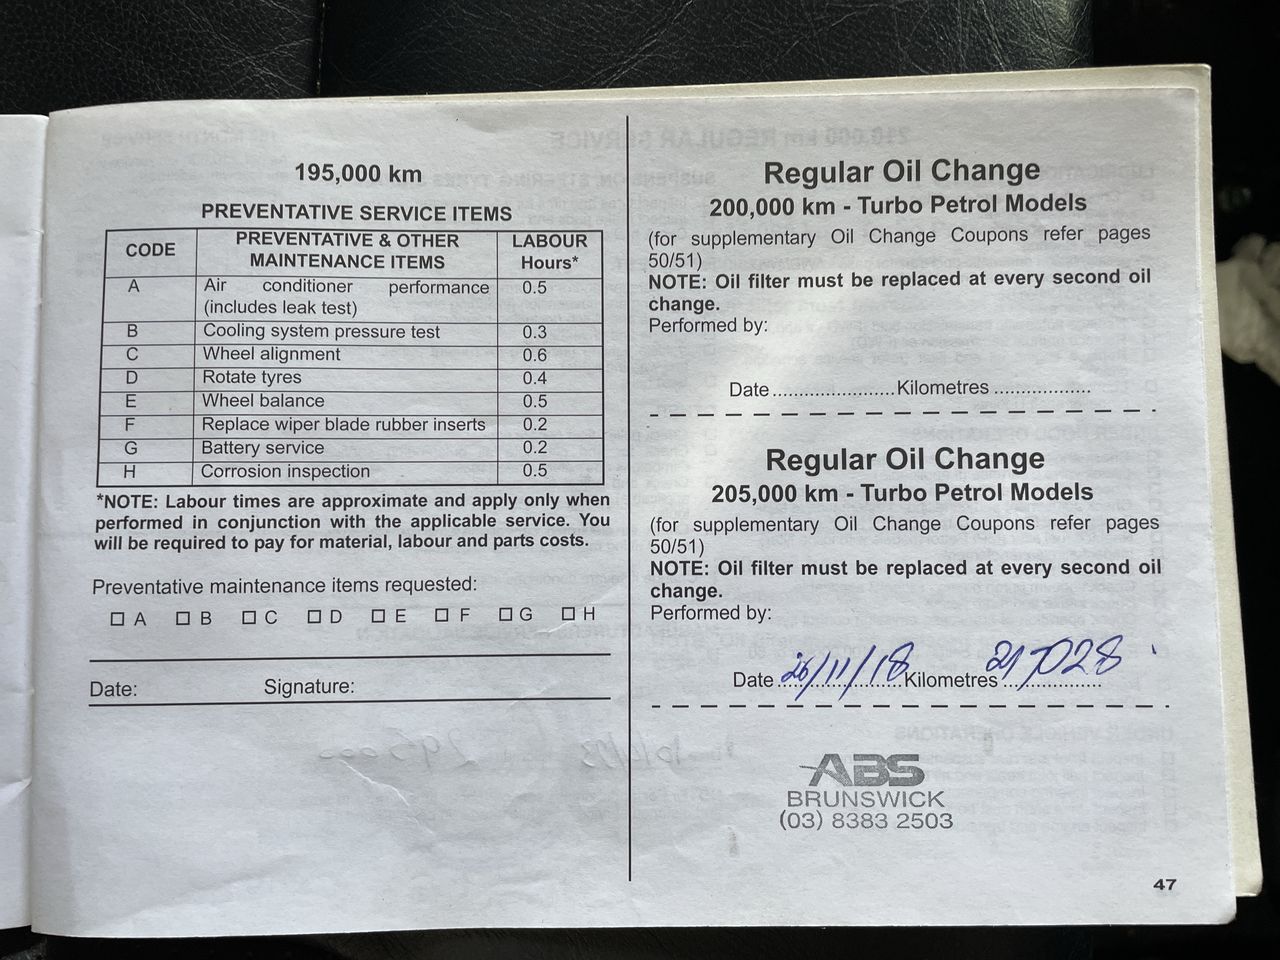 195,000 km
PREVENTATIVE SERVICE ITEMS
CODE PREVENTATIVE & OTHER MAINTENANCE ITEMS LABOUR Hours*
A Air conditioner performance (includes leak test) 0.5
B Cooling system pressure test 0.3
C Wheel alignment 0.6
D Rotate tyres 0.4
E Wheel balance 0.5
F Replace wiper blade rubber inserts 0.2
G Battery service 0.2
H Corrosion inspection 0.5
*NOTE: Labour times are approximate and apply only when
performed in conjunction with the applicable service. You
will be required to pay for material, labour and parts costs.
Preventative maintenance items requested:
☐ A ☐ B ☐ C ☐ D ☐ E ☐ F ☐ G ☐ H
Date: Signature:
Regular Oil Change
200,000 km - Turbo Petrol Models
(for supplementary Oil Change Coupons refer pages
50/51)
NOTE: Oil filter must be replaced at every second oil
change.
Performed by:
Date.......................Kilometres ..................
Regular Oil Change
205,000 km - Turbo Petrol Models
(for supplementary Oil Change Coupons refer pages
50/51)
NOTE: Oil filter must be replaced at every second oil
change.
Performed by:
Date 26/11/18 Kilometres 217028
ABS
BRUNSWICK
(03) 8383 2503
47